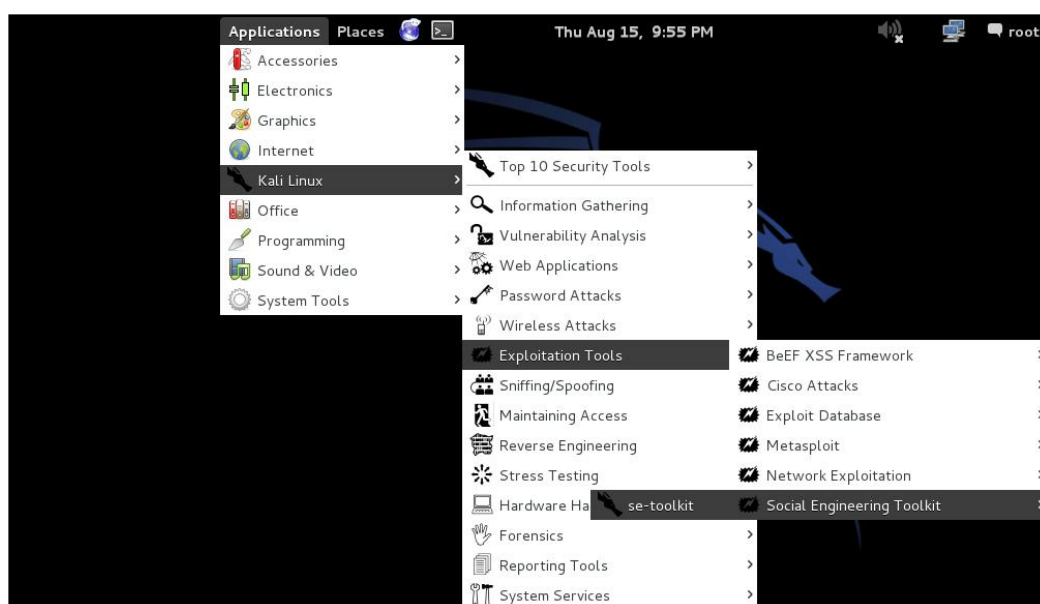 Applications Places Thu Aug 15, 9:55 PM root
Accessories
Electronics
Graphics
Internet
Kali Linux
Office
Programming
Sound & Video
System Tools
Top 10 Security Tools
Information Gathering
Vulnerability Analysis
Web Applications
Password Attacks
Wireless Attacks
Exploitation Tools
Sniffing/Spoofing
Maintaining Access
Reverse Engineering
Stress Testing
Hardware Ha
Forensics
Reporting Tools
System Services
BeEF XSS Framework
Cisco Attacks
Exploit Database
Metasploit
Network Exploitation
Social Engineering Toolkit
se-toolkit